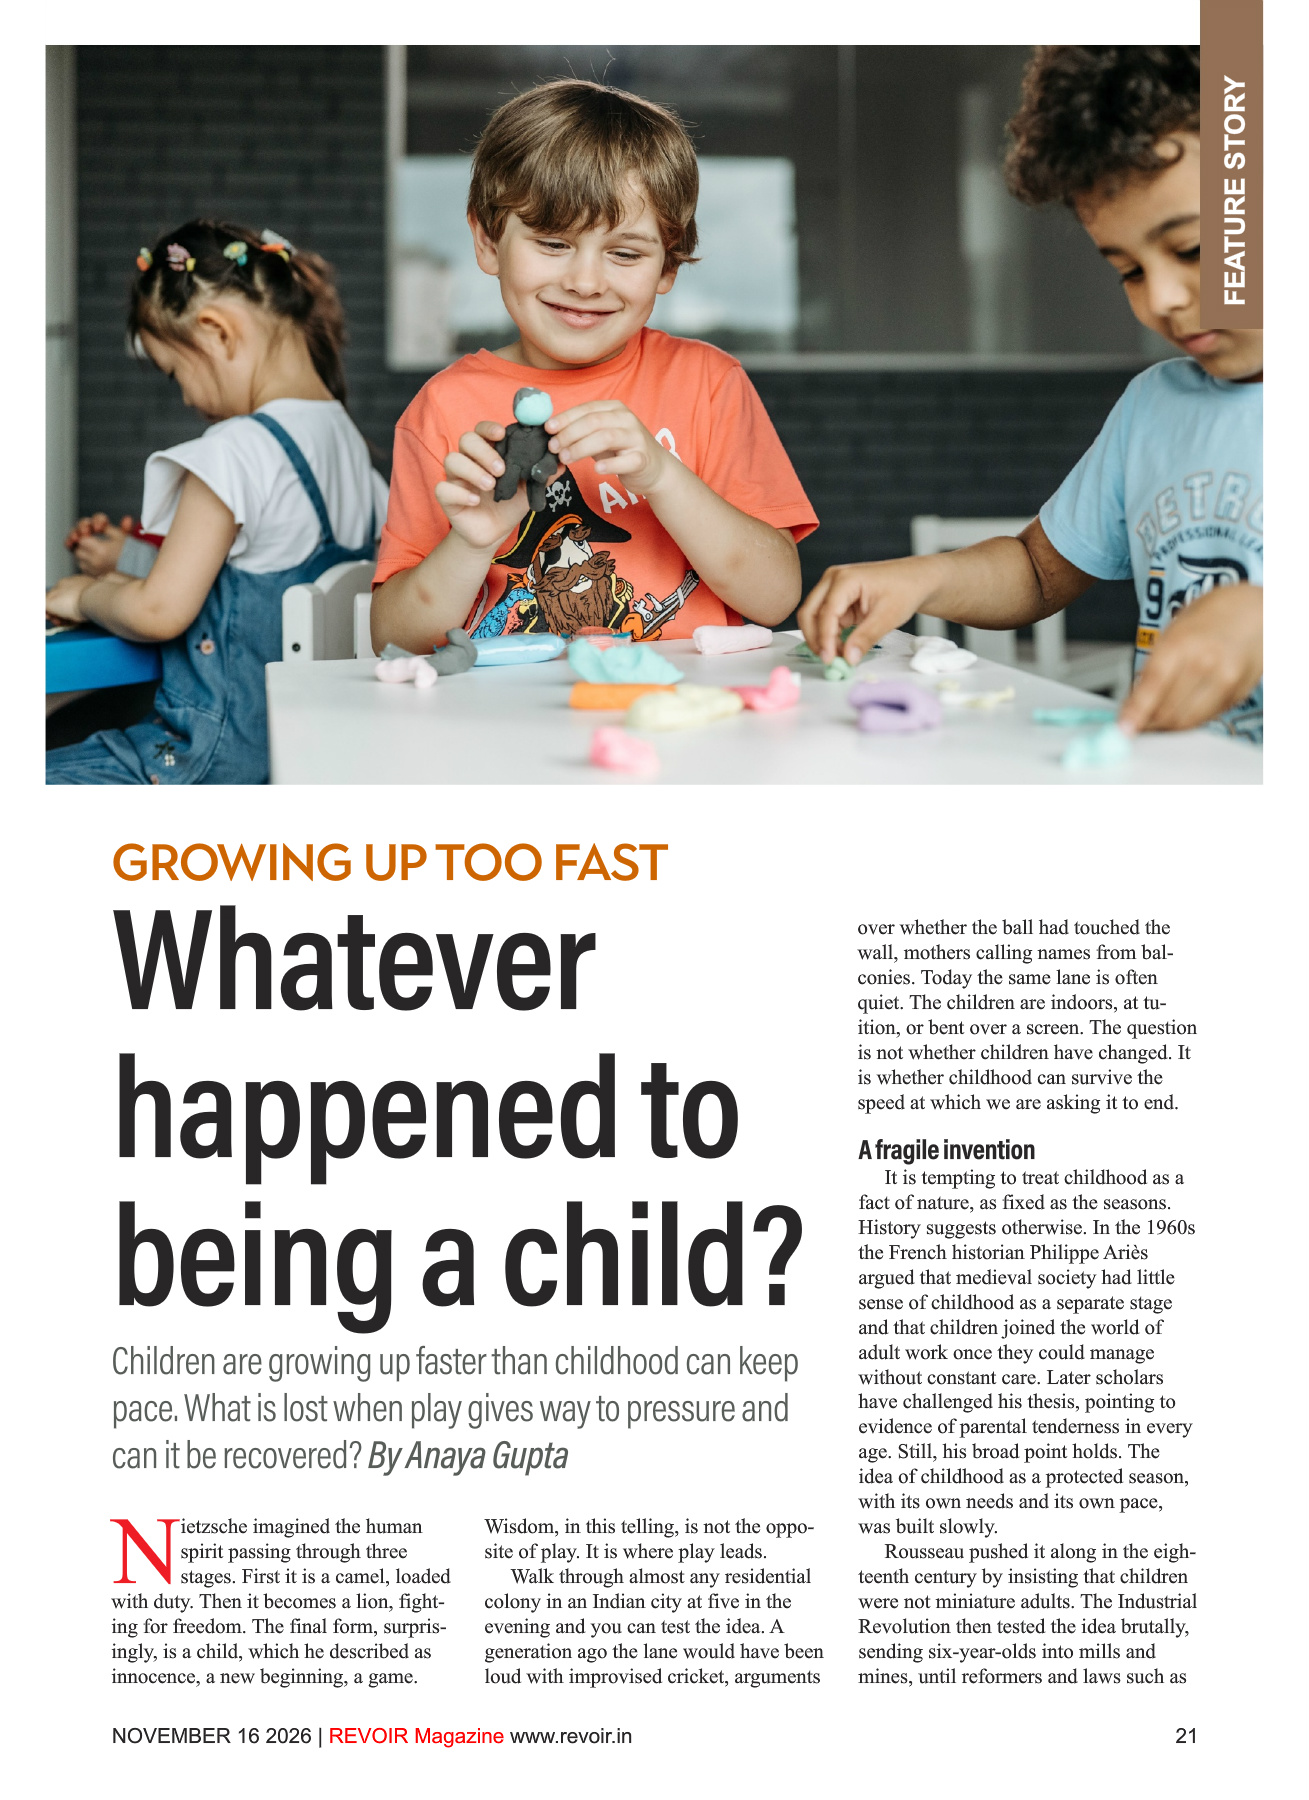 FEATURE STORY
GROWING UP TOO FAST
Whatever
happened to
being a child?
Children are growing up faster than childhood can keep
pace. What is lost when play gives way to pressure and
can it be recovered? By Anaya Gupta
Nietzsche imagined the human
spirit passing through three
stages. First it is a camel, loaded
with duty. Then it becomes a lion, fight-
ing for freedom. The final form, surpris-
ingly, is a child, which he described as
innocence, a new beginning, a game.
Wisdom, in this telling, is not the oppo-
site of play. It is where play leads.
Walk through almost any residential
colony in an Indian city at five in the
evening and you can test the idea. A
generation ago the lane would have been
loud with improvised cricket, arguments
over whether the ball had touched the
wall, mothers calling names from bal-
conies. Today the same lane is often
quiet. The children are indoors, at tu-
ition, or bent over a screen. The question
is not whether children have changed. It
is whether childhood can survive the
speed at which we are asking it to end.
A fragile invention
It is tempting to treat childhood as a
fact of nature, as fixed as the seasons.
History suggests otherwise. In the 1960s
the French historian Philippe Ariès
argued that medieval society had little
sense of childhood as a separate stage
and that children joined the world of
adult work once they could manage
without constant care. Later scholars
have challenged his thesis, pointing to
evidence of parental tenderness in every
age. Still, his broad point holds. The
idea of childhood as a protected season,
with its own needs and its own pace,
was built slowly.
Rousseau pushed it along in the eigh-
teenth century by insisting that children
were not miniature adults. The Industrial
Revolution then tested the idea brutally,
sending six-year-olds into mills and
mines, until reformers and laws such as
NOVEMBER 16 2026 | REVOIR Magazine www.revoir.in
21